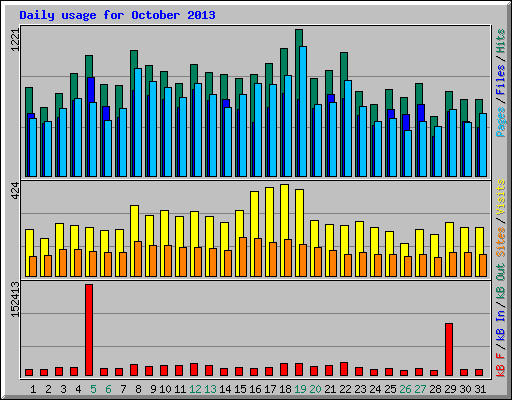 Daily usage for October 2013
1221
Pages / Files / Hits
424
Sites / Visits
152413
kB F / kB In / kB Out
1 2 3 4 5 6 7 8 9 10 11 12 13 14 15 16 17 18 19 20 21 22 23 24 25 26 27 28 29 30 31